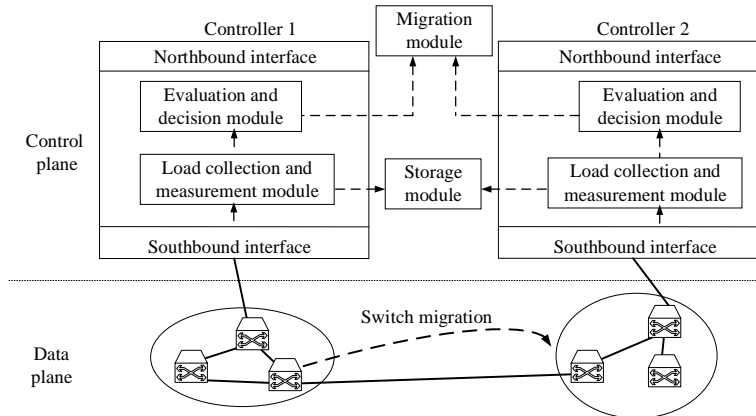 Controller 1
Migration
module
Controller 2
Northbound interface
Northbound interface
Evaluation and
decision module
Evaluation and
decision module
Control
plane
Load collection and
measurement module
Storage
module
Load collection and
measurement module
Southbound interface
Southbound interface
Switch migration
Data
plane